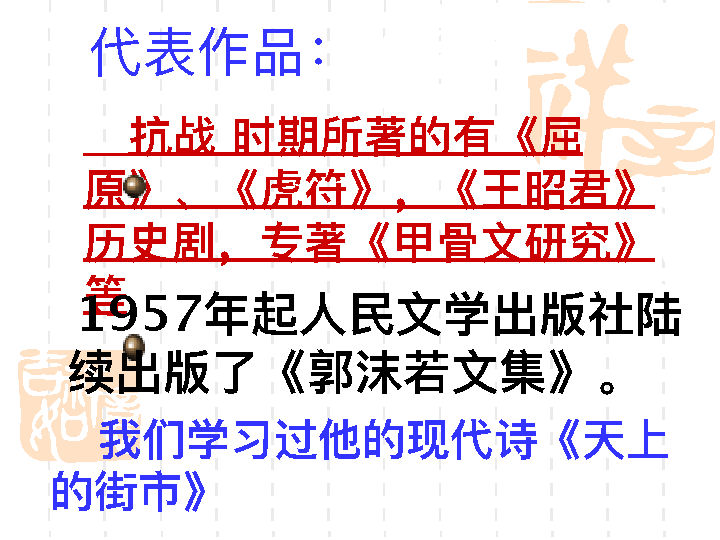 代表作品：
抗战 时期所著的有《屈
原》、《虎符》，《王昭君》
历史剧，专著《甲骨文研究》
等
1957年起人民文学出版社陆
续出版了《郭沫若文集》。
我们学习过他的现代诗《天上
的街市》